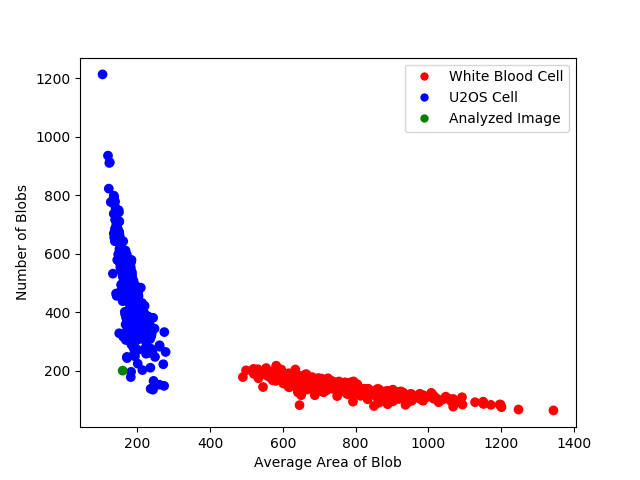 White Blood Cell
U2OS Cell
Analyzed Image
1200
1000
800
600
400
200
Number of Blobs
200 400 600 800 1000 1200 1400
Average Area of Blob